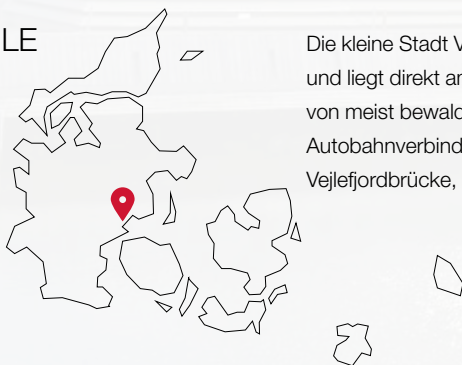 LE
Die kleine Stadt V
und liegt direkt an
von meist bewald
Autobahnverbind
Vejlefjordbrücke,